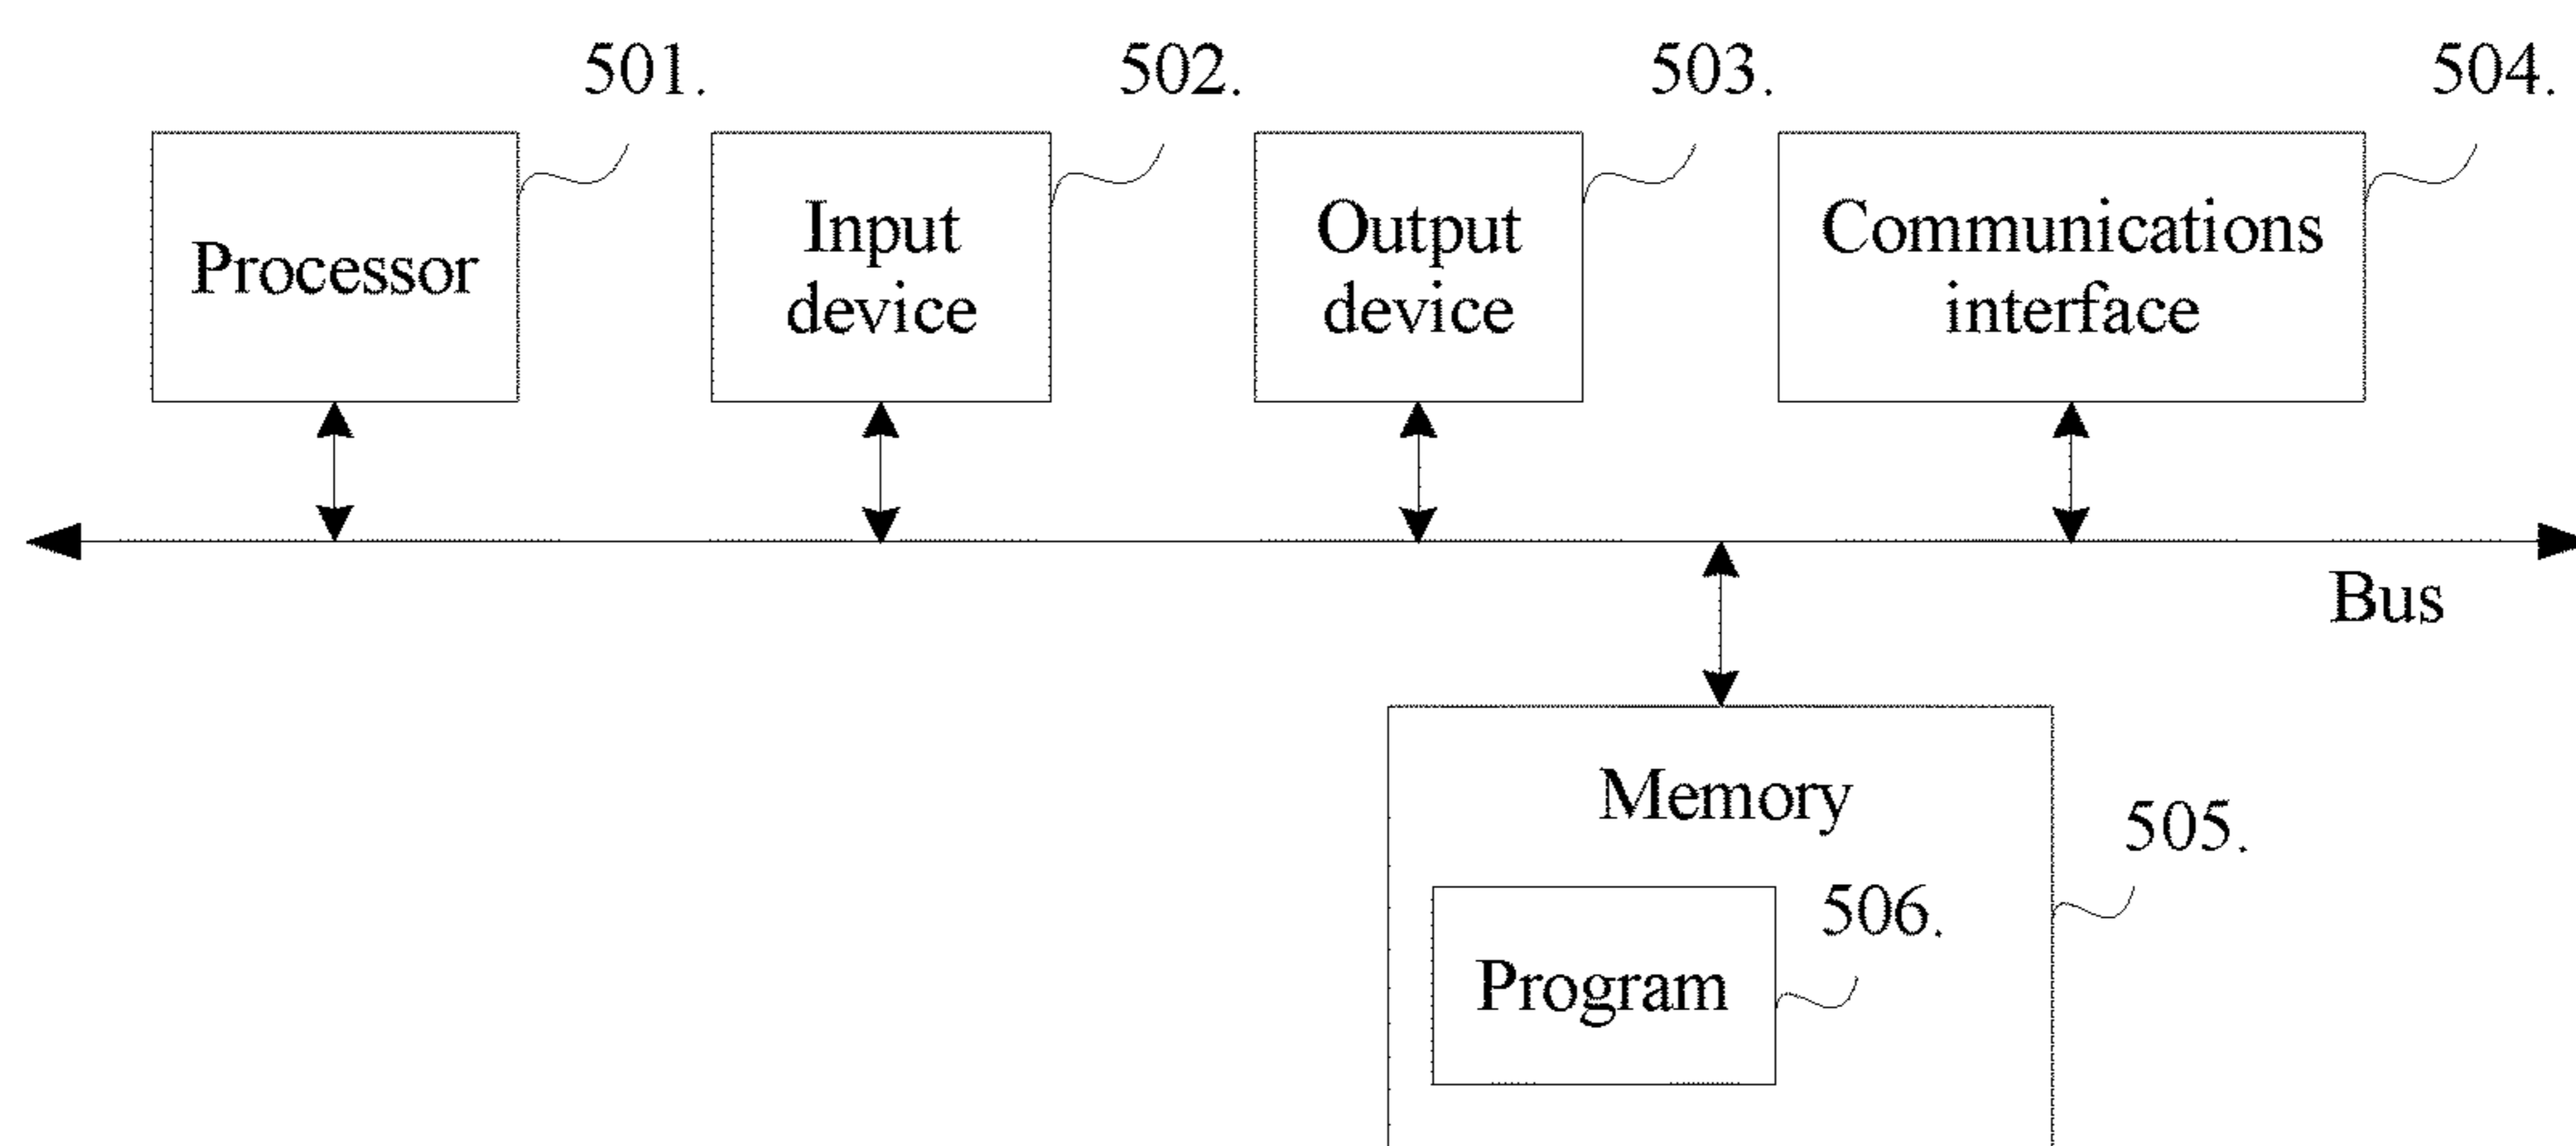 501.
502.
503.
504.
Processor
Input
device
Output
device
Communications
interface
Bus
Memory
505.
506.
Program